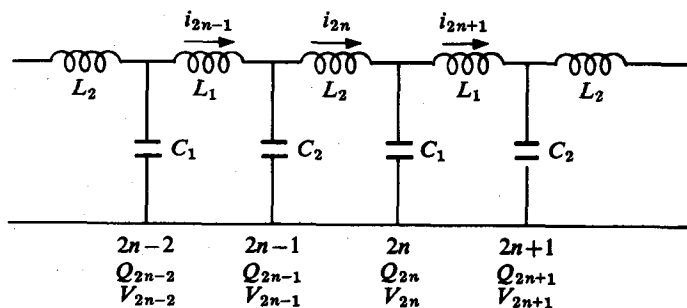 i₂ₙ₋₁ i₂ₙ i₂ₙ₊₁
L₂ L₁ L₂ L₁ L₂
C₁ C₂ C₁ C₂
2n−2 2n−1 2n 2n+1
Q₂ₙ₋₂ Q₂ₙ₋₁ Q₂ₙ Q₂ₙ₊₁
V₂ₙ₋₂ V₂ₙ₋₁ V₂ₙ V₂ₙ₊₁